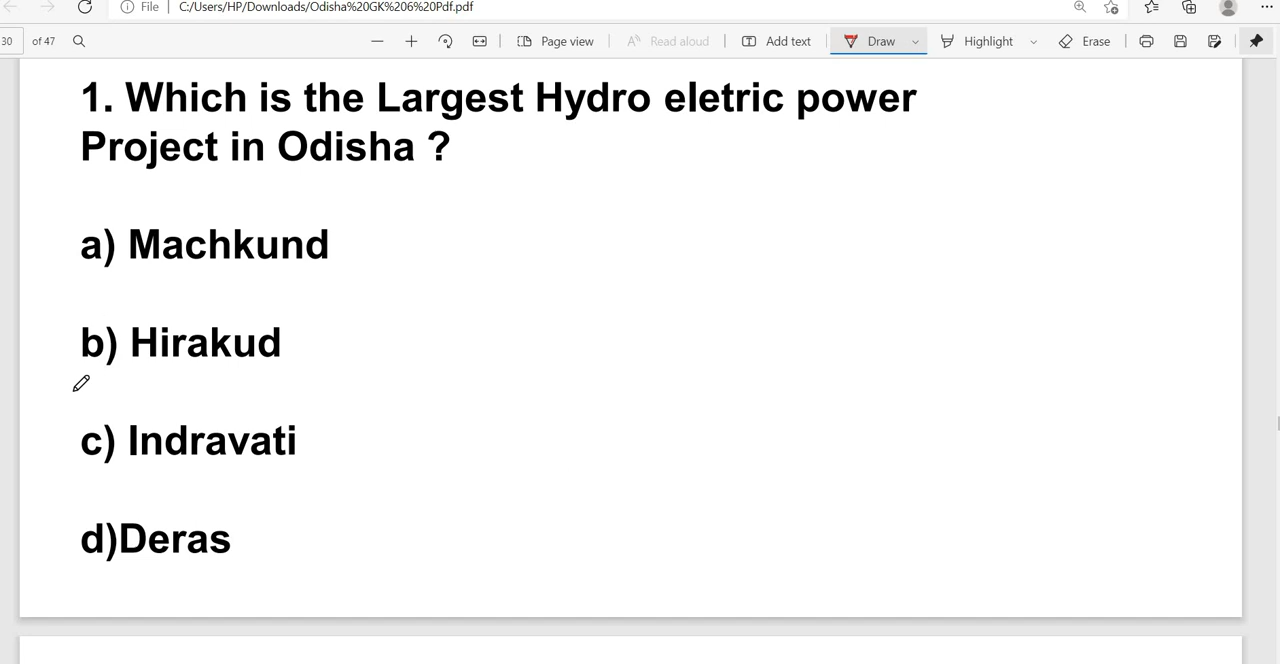 File C:/Users/HP/Downloads/Odisha%20GK%206%20Pdf.pdf
30 of 47 Page view Read aloud Add text Draw Highlight Erase
1. Which is the Largest Hydro eletric power
Project in Odisha ?
a) Machkund
b) Hirakud
c) Indravati
d)Deras